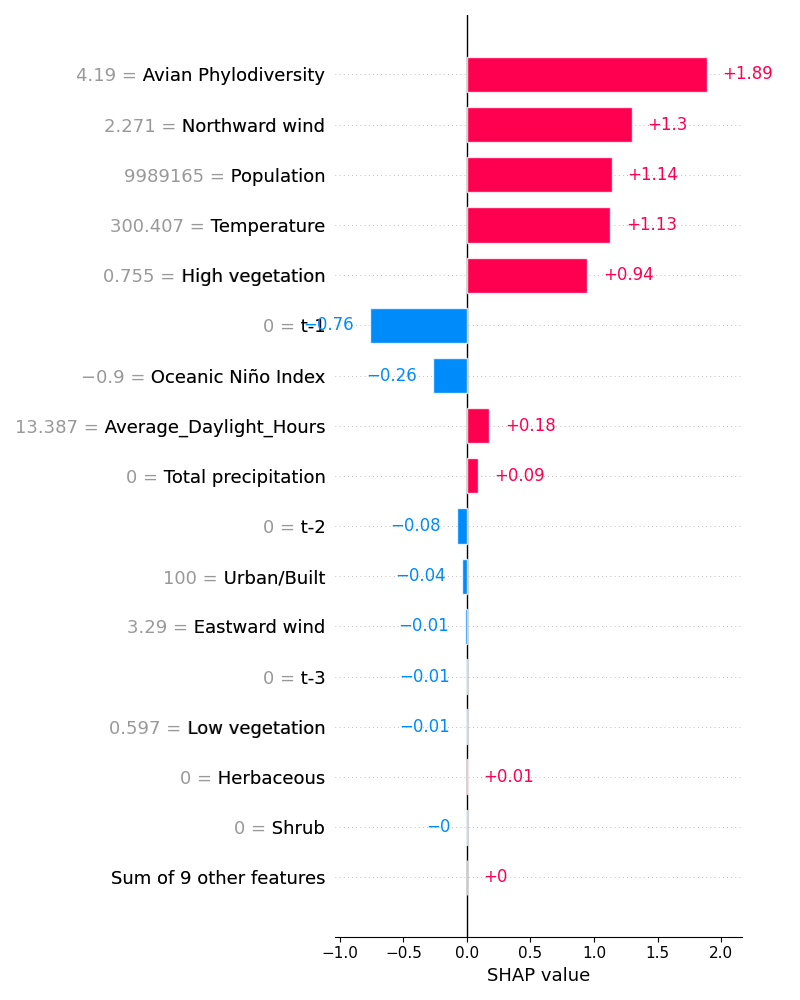 4.19 = Avian Phylodiversity +1.89
2.271 = Northward wind +1.3
9989165 = Population +1.14
300.407 = Temperature +1.13
0.755 = High vegetation +0.94
0 = t-1 −0.76
−0.9 = Oceanic Niño Index −0.26
13.387 = Average_Daylight_Hours +0.18
0 = Total precipitation +0.09
0 = t-2 −0.08
100 = Urban/Built −0.04
3.29 = Eastward wind −0.01
0 = t-3 −0.01
0.597 = Low vegetation −0.01
0 = Herbaceous +0.01
0 = Shrub −0
Sum of 9 other features +0
−1.0 −0.5 0.0 0.5 1.0 1.5 2.0
SHAP value